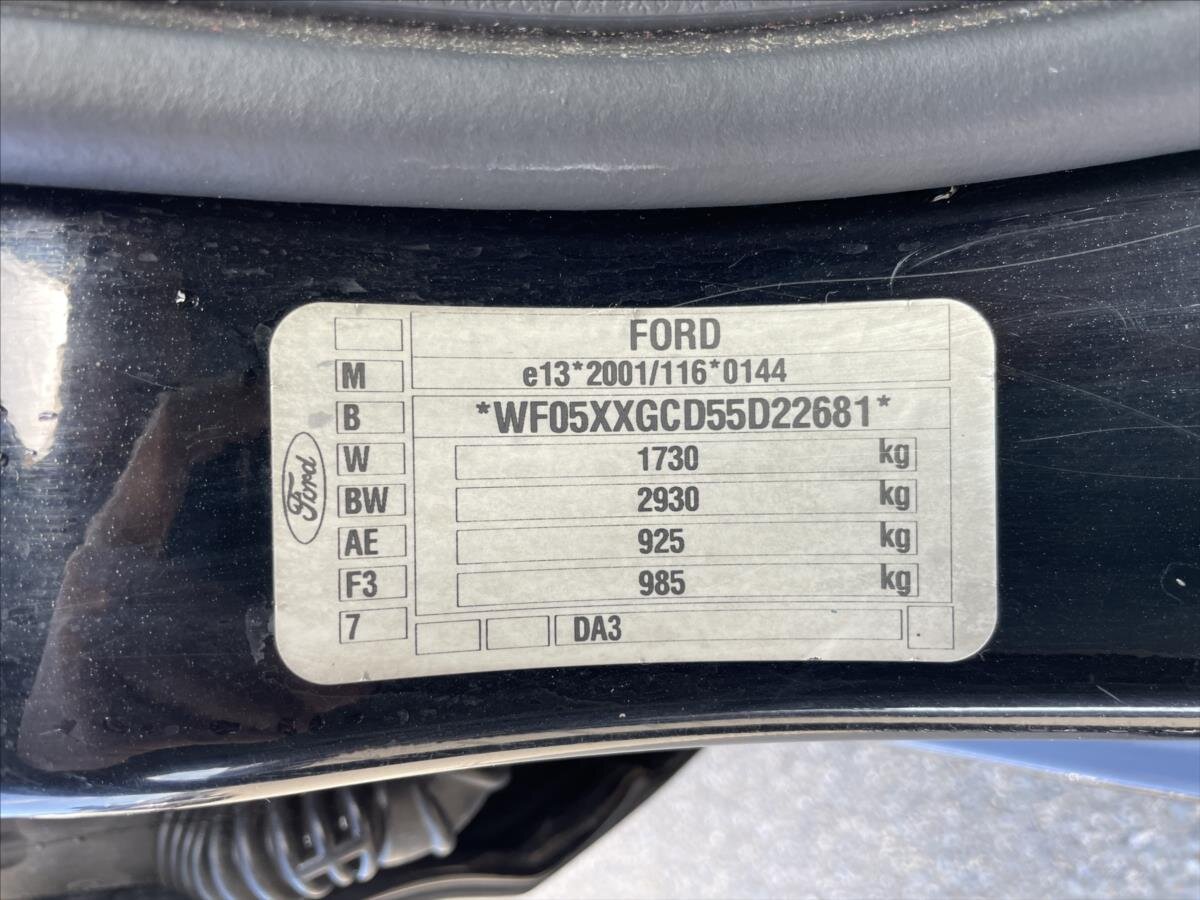 FORD
M e13*2001/116*0144
B *WF05XXGCD55D22681*
W 1730 kg
BW 2930 kg
AE 925 kg
F3 985 kg
7 DA3
Ford